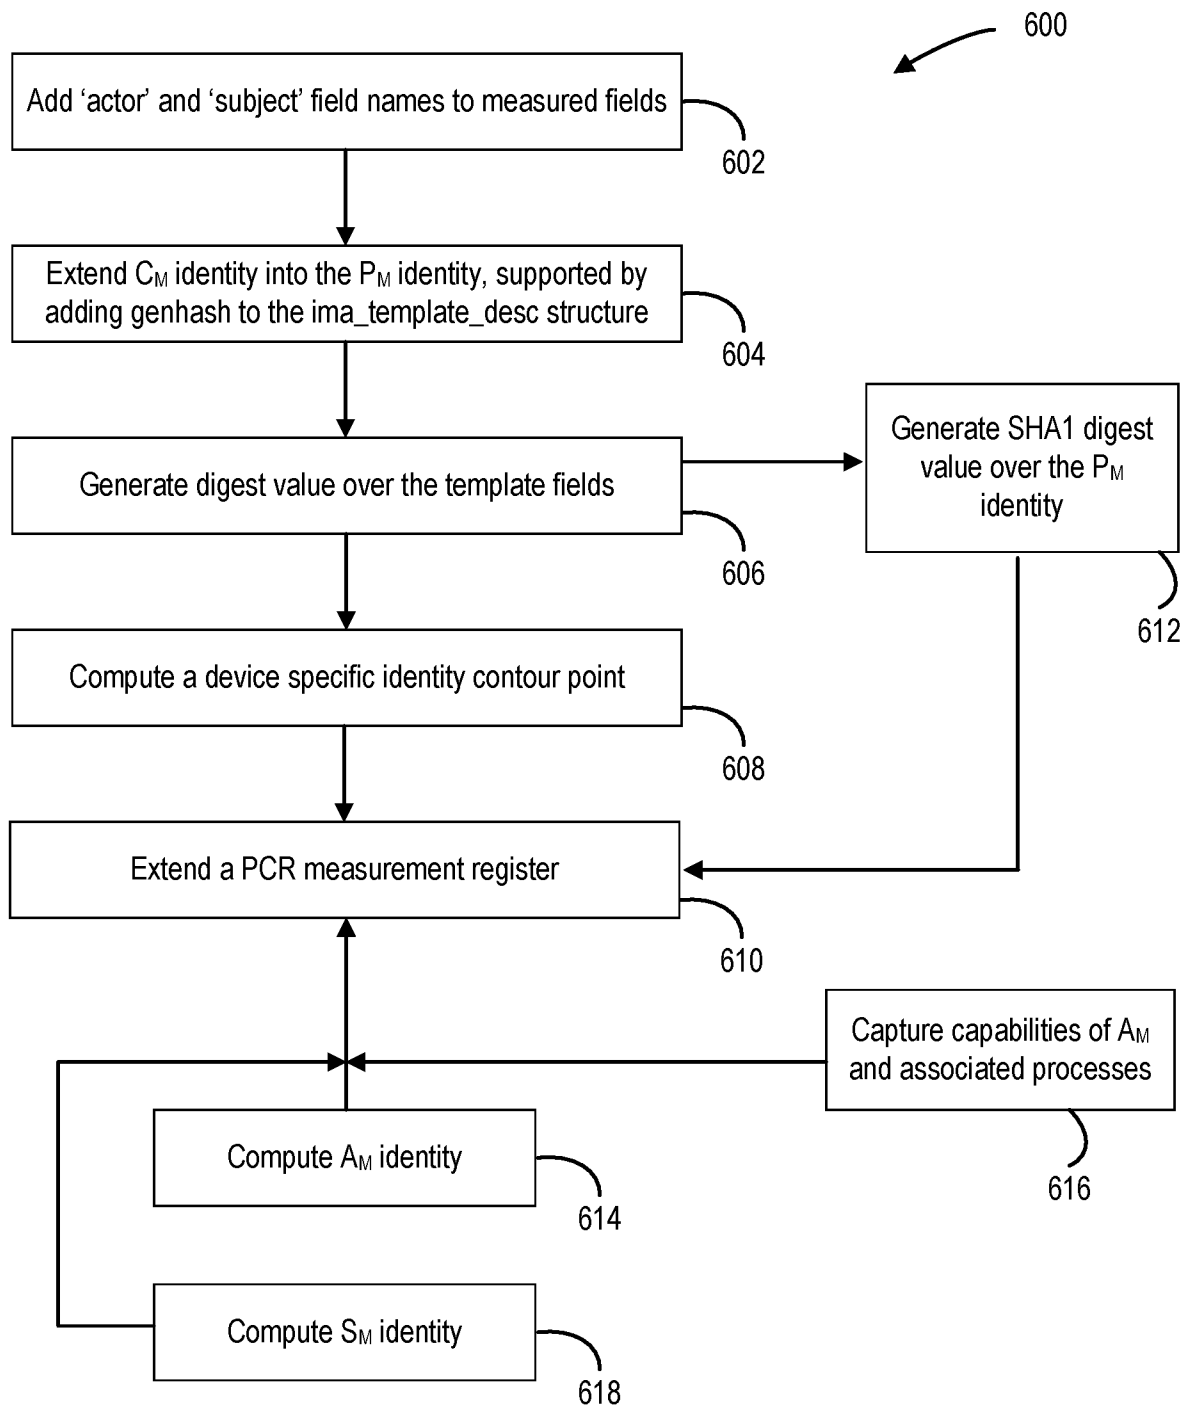 600
Add ‘actor’ and ‘subject’ field names to measured fields
602
Extend CM identity into the PM identity, supported by
adding genhash to the ima_template_desc structure
604
Generate digest value over the template fields
606
Generate SHA1 digest
value over the PM
identity
612
Compute a device specific identity contour point
608
Extend a PCR measurement register
610
Capture capabilities of AM
and associated processes
616
Compute AM identity
614
Compute SM identity
618